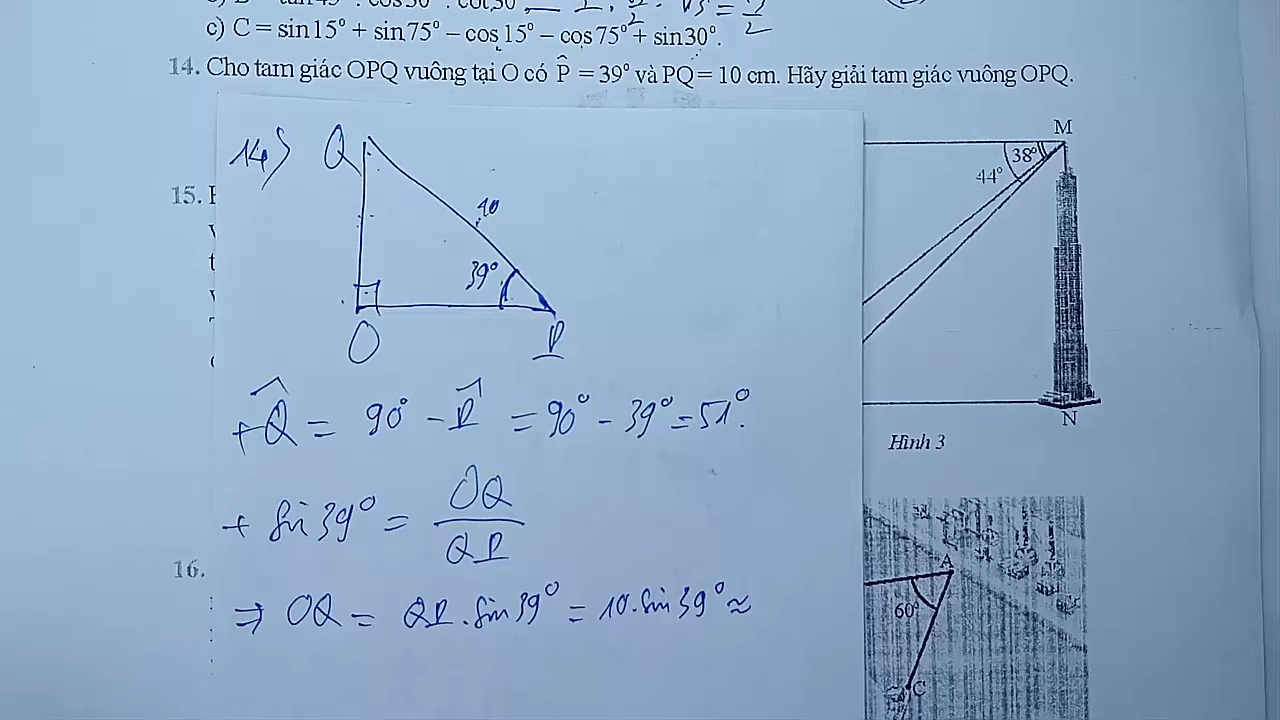 c) C = sin15° + sin75° – cos15° – cos75° + sin30°.
14. Cho tam giác OPQ vuông tại O có P̂ = 39° và PQ = 10 cm. Hãy giải tam giác vuông OPQ.
14)
Q
10
39°
O
P
+ Q̂ = 90° - P̂ = 90° - 39° = 51°.
+ sin 39° = OQ / QP
⇒ OQ = QP . sin 39° = 10 . sin 39° ≈
15.
16.
M
38°
44°
N
Hình 3
A
60°
C